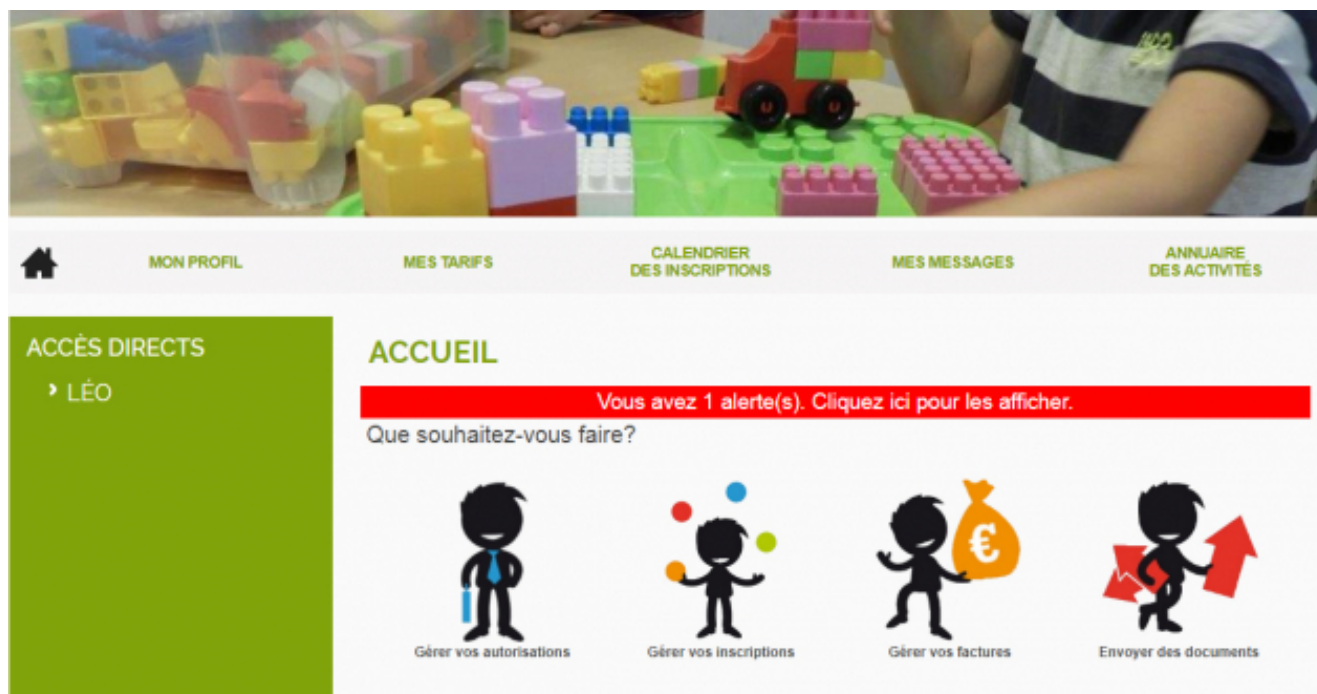 MON PROFIL
MES TARIFS
CALENDRIER
DES INSCRIPTIONS
MES MESSAGES
ANNUAIRE
DES ACTIVITÉS
ACCÈS DIRECTS
LÉO
ACCUEIL
Vous avez 1 alerte(s). Cliquez ici pour les afficher.
Que souhaitez-vous faire?
€
Gérer vos autorisations
Gérer vos inscriptions
Gérer vos factures
Envoyer des documents